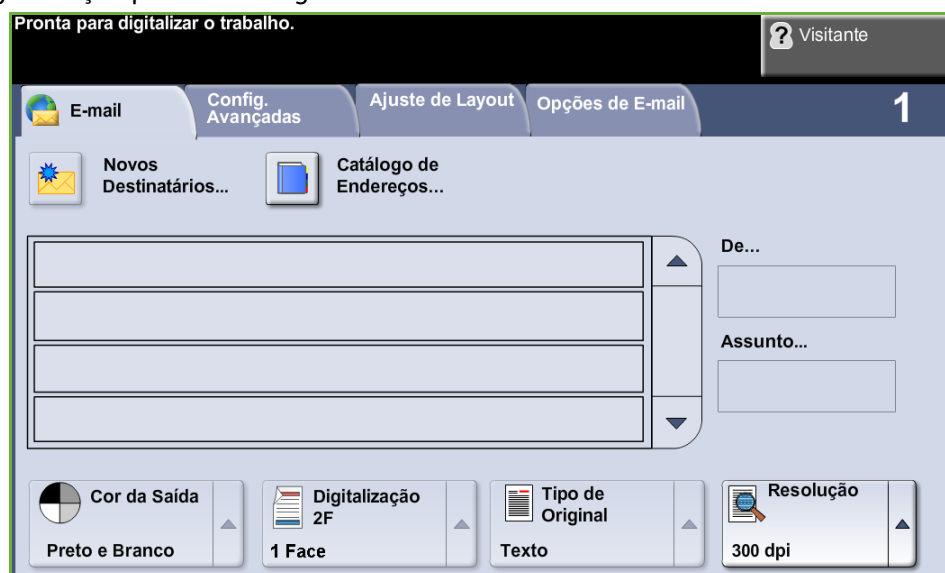 Pronta para digitalizar o trabalho.
? Visitante
E-mail
Config.
Avançadas
Ajuste de Layout
Opções de E-mail
1
Novos
Destinatários...
Catálogo de
Endereços...
De...
Assunto...
Cor da Saída
Preto e Branco
Digitalização
2F
1 Face
Tipo de
Original
Texto
Resolução
300 dpi